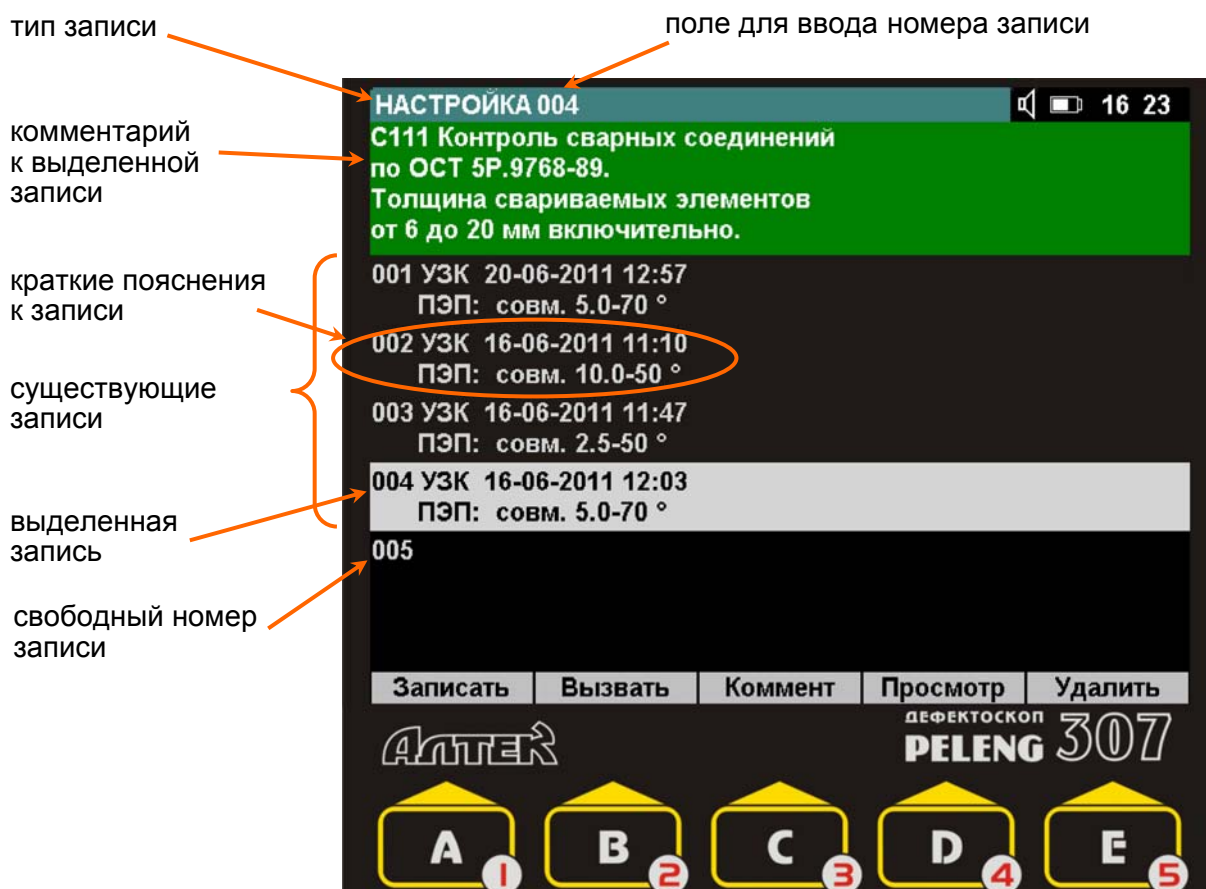 тип записи
поле для ввода номера записи
НАСТРОЙКА 004
16 23
комментарий
к выделенной
записи
С111 Контроль сварных соединений
по ОСТ 5Р.9768-89.
Толщина свариваемых элементов
от 6 до 20 мм включительно.
краткие пояснения
к записи
001 УЗК 20-06-2011 12:57
ПЭП: совм. 5.0-70 °
002 УЗК 16-06-2011 11:10
ПЭП: совм. 10.0-50 °
существующие
записи
003 УЗК 16-06-2011 11:47
ПЭП: совм. 2.5-50 °
004 УЗК 16-06-2011 12:03
ПЭП: совм. 5.0-70 °
выделенная
запись
005
свободный номер
записи
Записать Вызвать Коммент Просмотр Удалить
Алтек
ДЕФЕКТОСКОП
PELENG 307
A 1 B 2 C 3 D 4 E 5